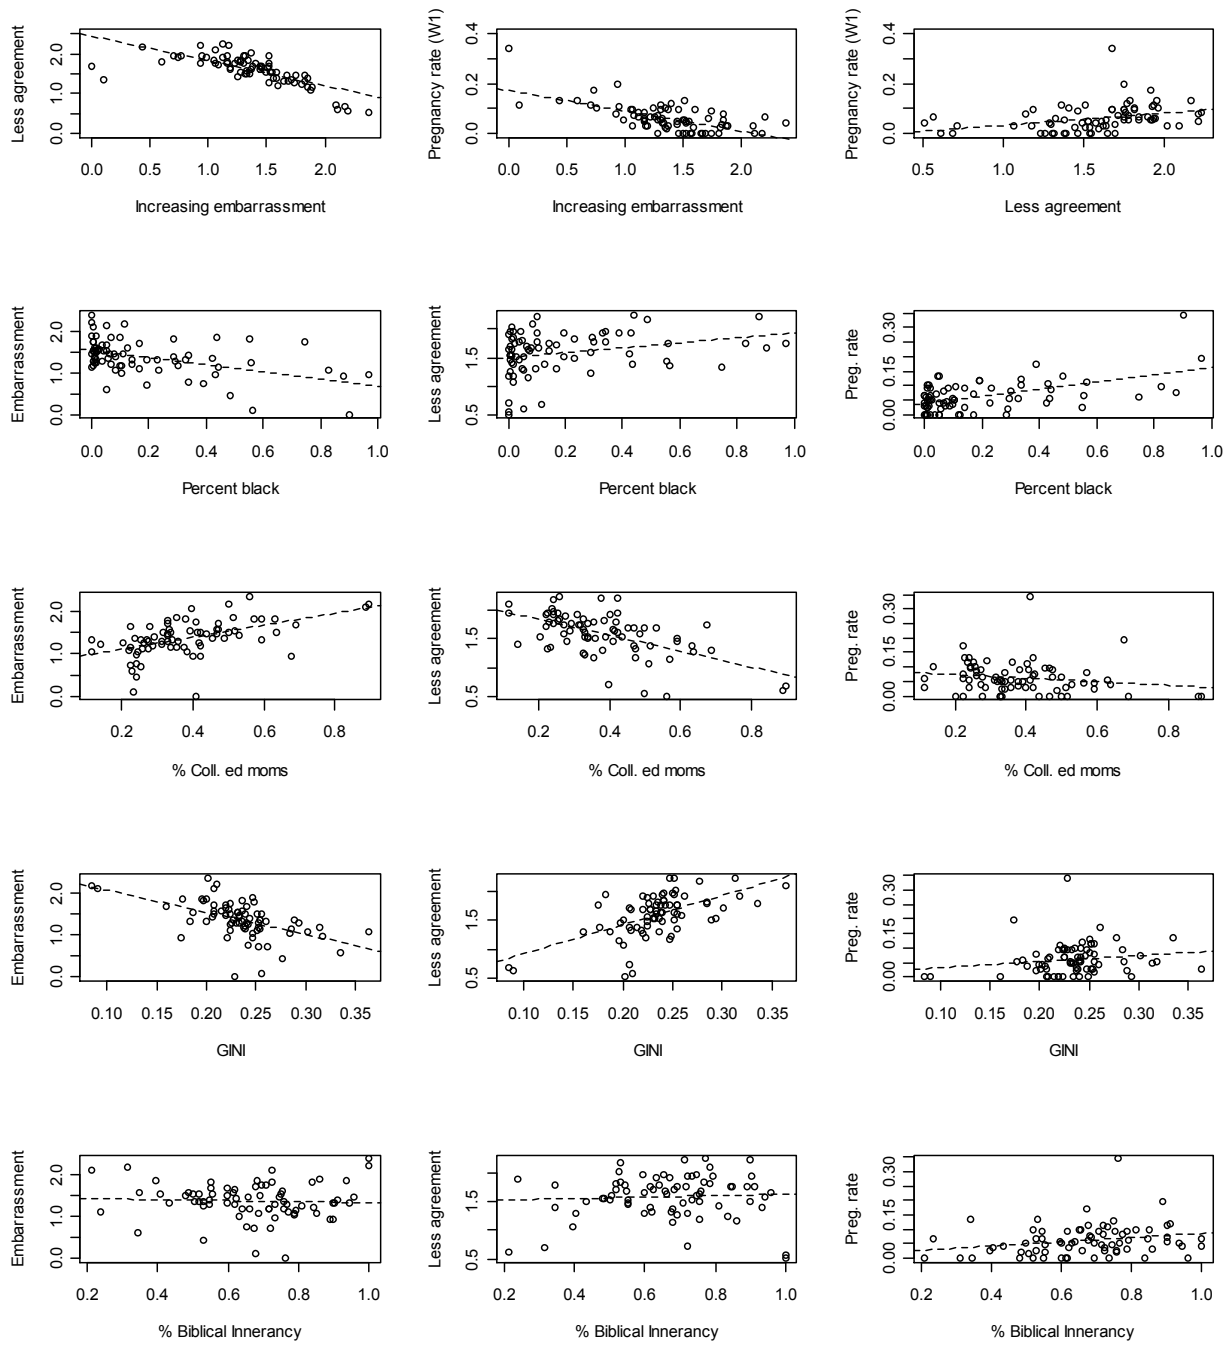 Less agreement
0.0 1.0 2.0
0.0 0.5 1.0 1.5 2.0
Increasing embarrassment
Pregnancy rate (W1)
0.0 0.2 0.4
0.0 0.5 1.0 1.5 2.0
Increasing embarrassment
Pregnancy rate (W1)
0.0 0.2 0.4
0.5 1.0 1.5 2.0
Less agreement
Embarrassment
0.0 1.0 2.0
0.0 0.2 0.4 0.6 0.8 1.0
Percent black
Less agreement
0.5 1.5
0.0 0.2 0.4 0.6 0.8 1.0
Percent black
Preg. rate
0.00 0.15 0.30
0.0 0.2 0.4 0.6 0.8 1.0
Percent black
Embarrassment
0.0 1.0 2.0
0.2 0.4 0.6 0.8
% Coll. ed moms
Less agreement
0.5 1.5
0.2 0.4 0.6 0.8
% Coll. ed moms
Preg. rate
0.00 0.15 0.30
0.2 0.4 0.6 0.8
% Coll. ed moms
Embarrassment
0.0 1.0 2.0
0.10 0.15 0.20 0.25 0.30 0.35
GINI
Less agreement
0.5 1.5
0.10 0.15 0.20 0.25 0.30 0.35
GINI
Preg. rate
0.00 0.15 0.30
0.10 0.15 0.20 0.25 0.30 0.35
GINI
Embarrassment
0.0 1.0 2.0
0.2 0.4 0.6 0.8 1.0
% Biblical Innerancy
Less agreement
0.5 1.5
0.2 0.4 0.6 0.8 1.0
% Biblical Innerancy
Preg. rate
0.00 0.15 0.30
0.2 0.4 0.6 0.8 1.0
% Biblical Innerancy